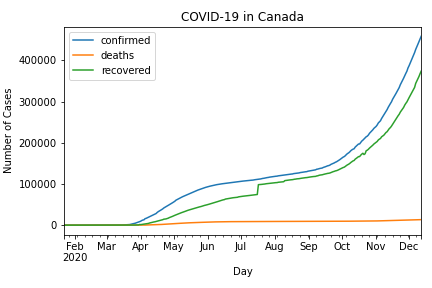 COVID-19 in Canada
confirmed
deaths
recovered
Number of Cases
400000
300000
200000
100000
0
Feb Mar Apr May Jun Jul Aug Sep Oct Nov Dec
2020
Day